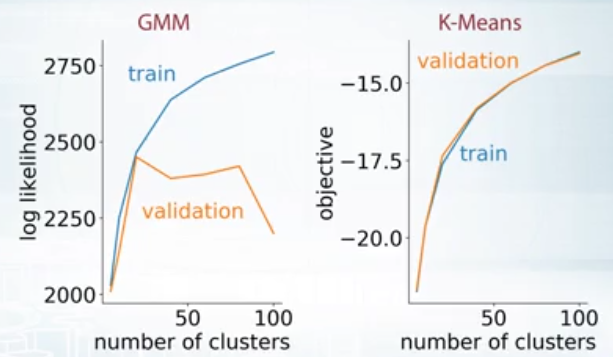 GMM
2750
2500
2250
2000
log likelihood
train
validation
50
100
number of clusters
K-Means
−15.0
−17.5
−20.0
objective
validation
train
50
100
number of clusters